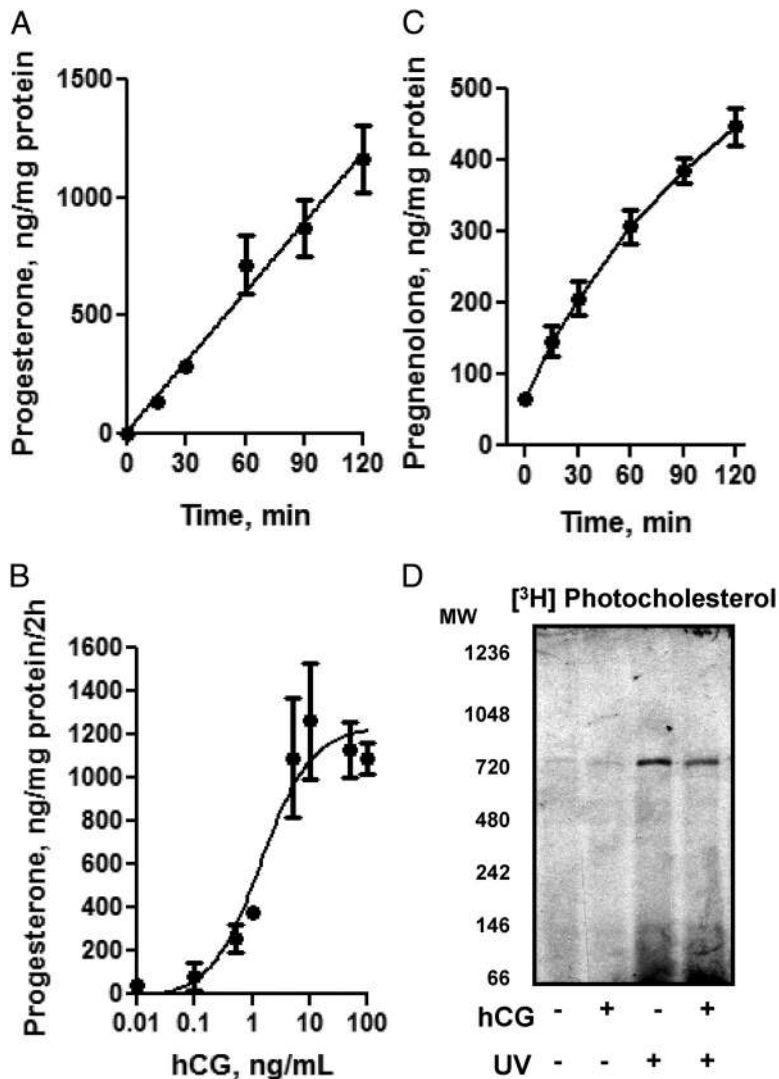 A
Progesterone, ng/mg protein
1500
1000
500
0
0 30 60 90 120
Time, min
C
Pregnenolone, ng/mg protein
500
400
300
200
100
0
0 30 60 90 120
Time, min
B
Progesterone, ng/mg protein/2h
1600
1400
1200
1000
800
600
400
200
0
0.01 0.1 1 10 100
hCG, ng/mL
D
[³H] Photocholesterol
MW
1236
1048
720
480
242
146
66
hCG - + - +
UV - - + +